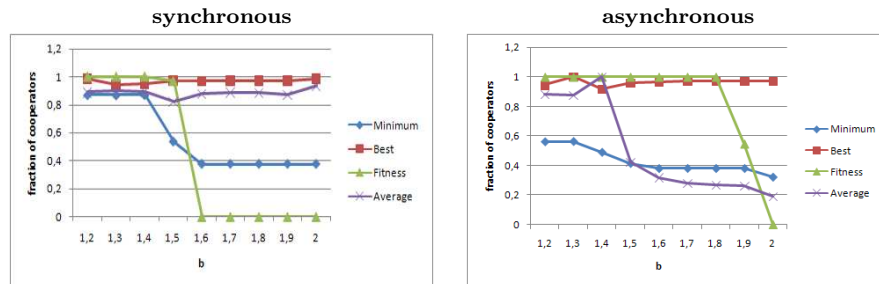 synchronous
1,2
1
0,8
0,6
0,4
0,2
0
fraction of cooperators
1,2 1,3 1,4 1,5 1,6 1,7 1,8 1,9 2
b
Minimum
Best
Fitness
Average
asynchronous
1,2
1
0,8
0,6
0,4
0,2
0
fraction of cooperators
1,2 1,3 1,4 1,5 1,6 1,7 1,8 1,9 2
b
Minimum
Best
Fitness
Average